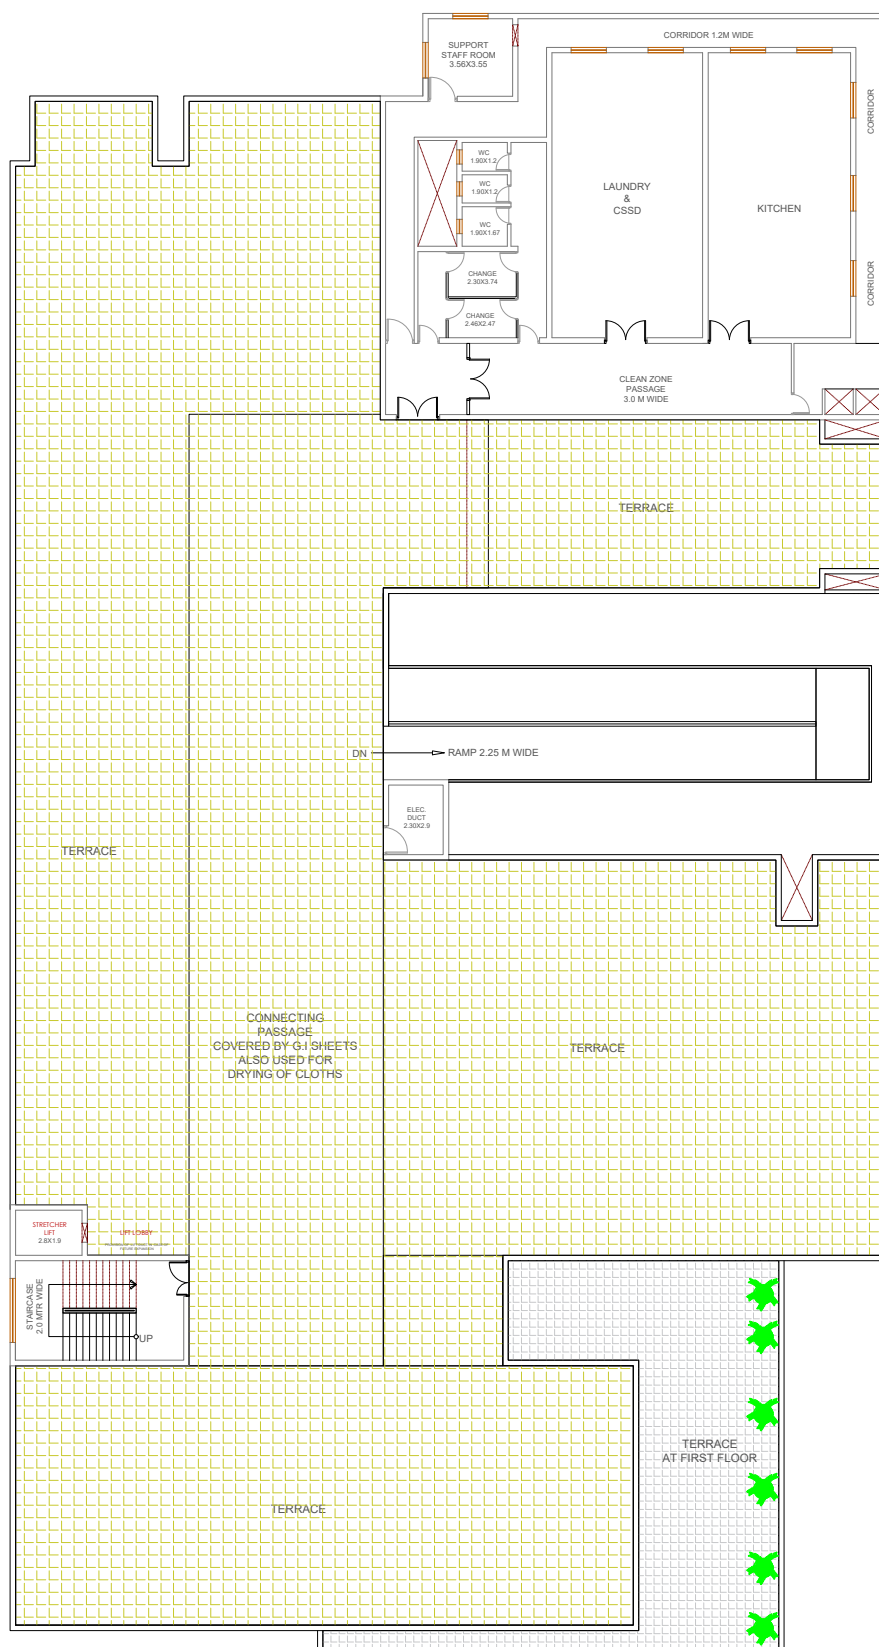 CORRIDOR 1.2M WIDE
SUPPORT
STAFF ROOM
3.56X3.55
CORRIDOR
WC
1.90X1.2
WC
1.90X1.2
WC
1.90X1.67
LAUNDRY
&
CSSD
KITCHEN
CHANGE
2.30X3.74
CORRIDOR
CHANGE
2.46X2.47
CLEAN ZONE
PASSAGE
3.0 M WIDE
TERRACE
DN
RAMP 2.25 M WIDE
ELEC.
DUCT
2.30X2.9
TERRACE
CONNECTING
PASSAGE
COVERED BY G.I SHEETS
ALSO USED FOR
DRYING OF CLOTHS
TERRACE
STRETCHER
LIFT
2.8X1.9
LIFT LOBBY
STAIRCASE
2.0 MTR WIDE
UP
TERRACE
AT FIRST FLOOR
TERRACE